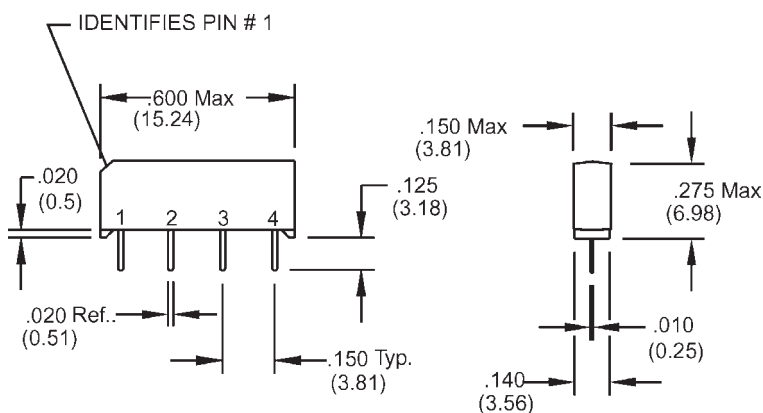 IDENTIFIES PIN # 1
.600 Max
(15.24)
.150 Max
(3.81)
.020
(0.5)
.125
(3.18)
.275 Max
(6.98)
1 2 3 4
.020 Ref..
(0.51)
.150 Typ.
(3.81)
.010
(0.25)
.140
(3.56)